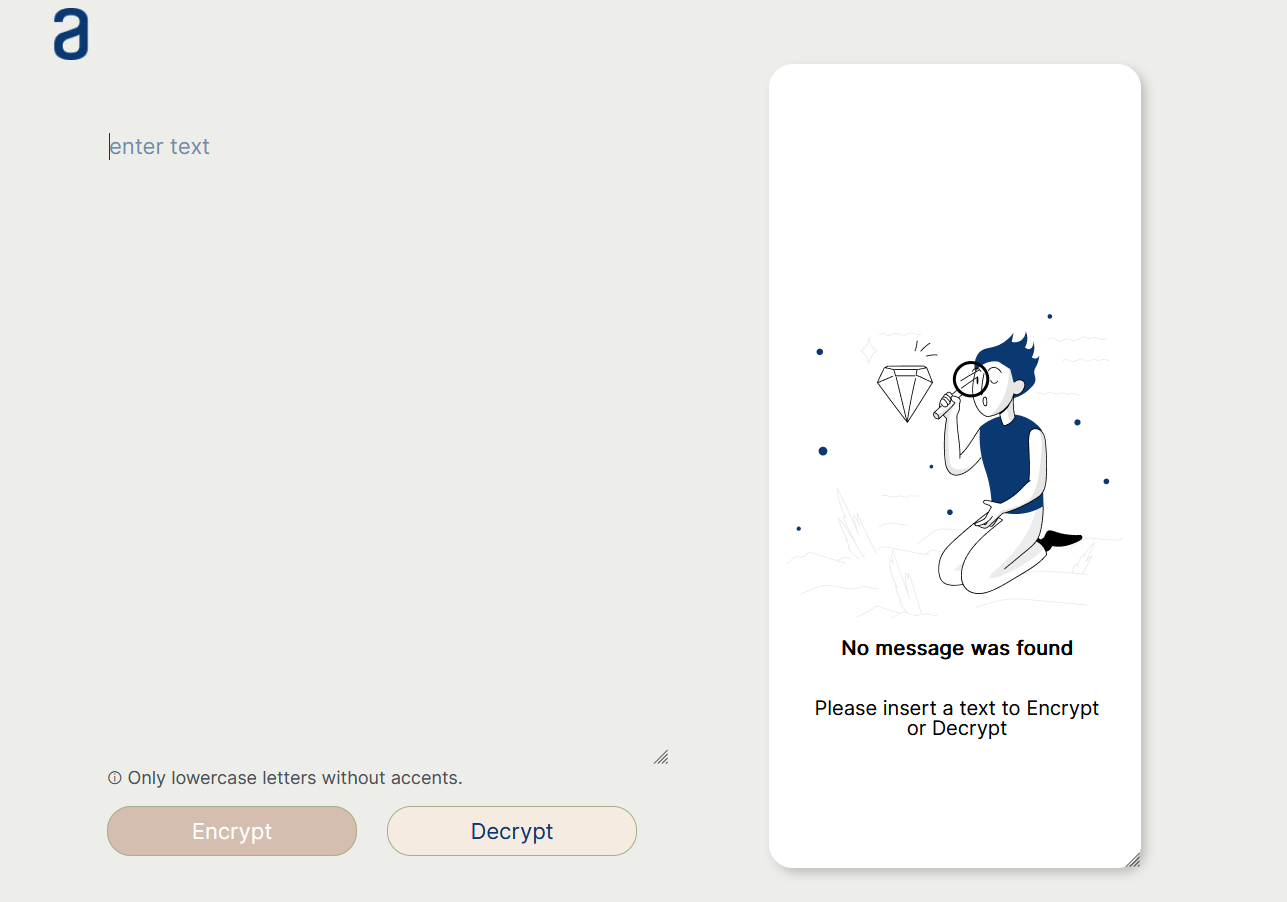 a
enter text
No message was found
Please insert a text to Encrypt
or Decrypt
Only lowercase letters without accents.
Encrypt
Decrypt